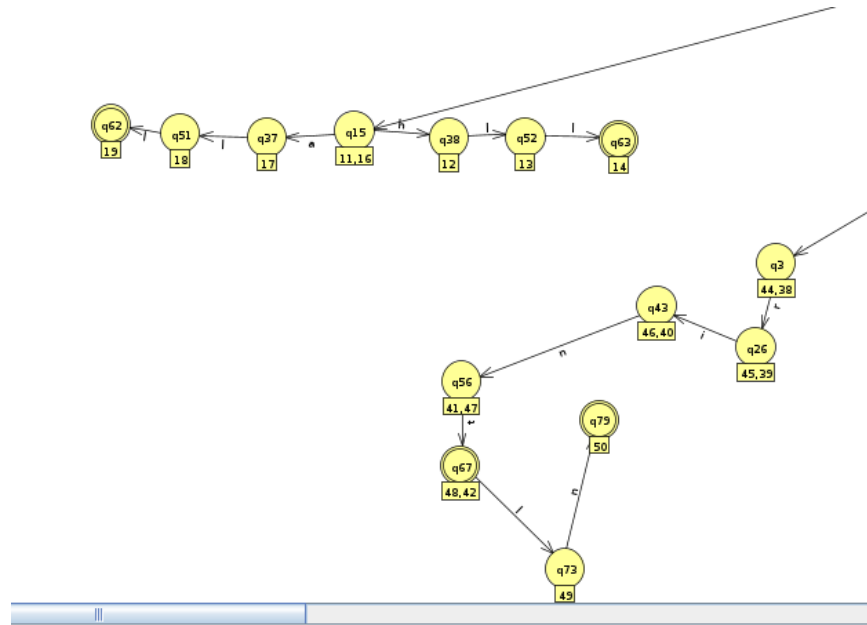 q62 l q51 l q37 a q15 h q38 l q52 l q63
19 18 17 11,16 12 13 14
q3
44,38
r
q43
46,40
i
q26
45,39
n
q56
41,47
t
q79
50
q67
48,42
l
n
q73
49